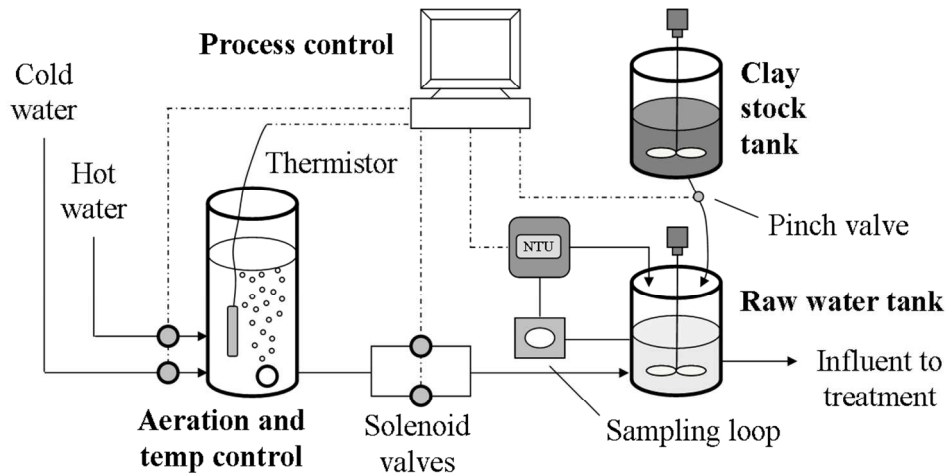 Process control
Cold
water
Clay
stock
tank
Hot
water
Thermistor
Pinch valve
NTU
Raw water tank
Influent to
treatment
Aeration and
temp control
Solenoid
valves
Sampling loop